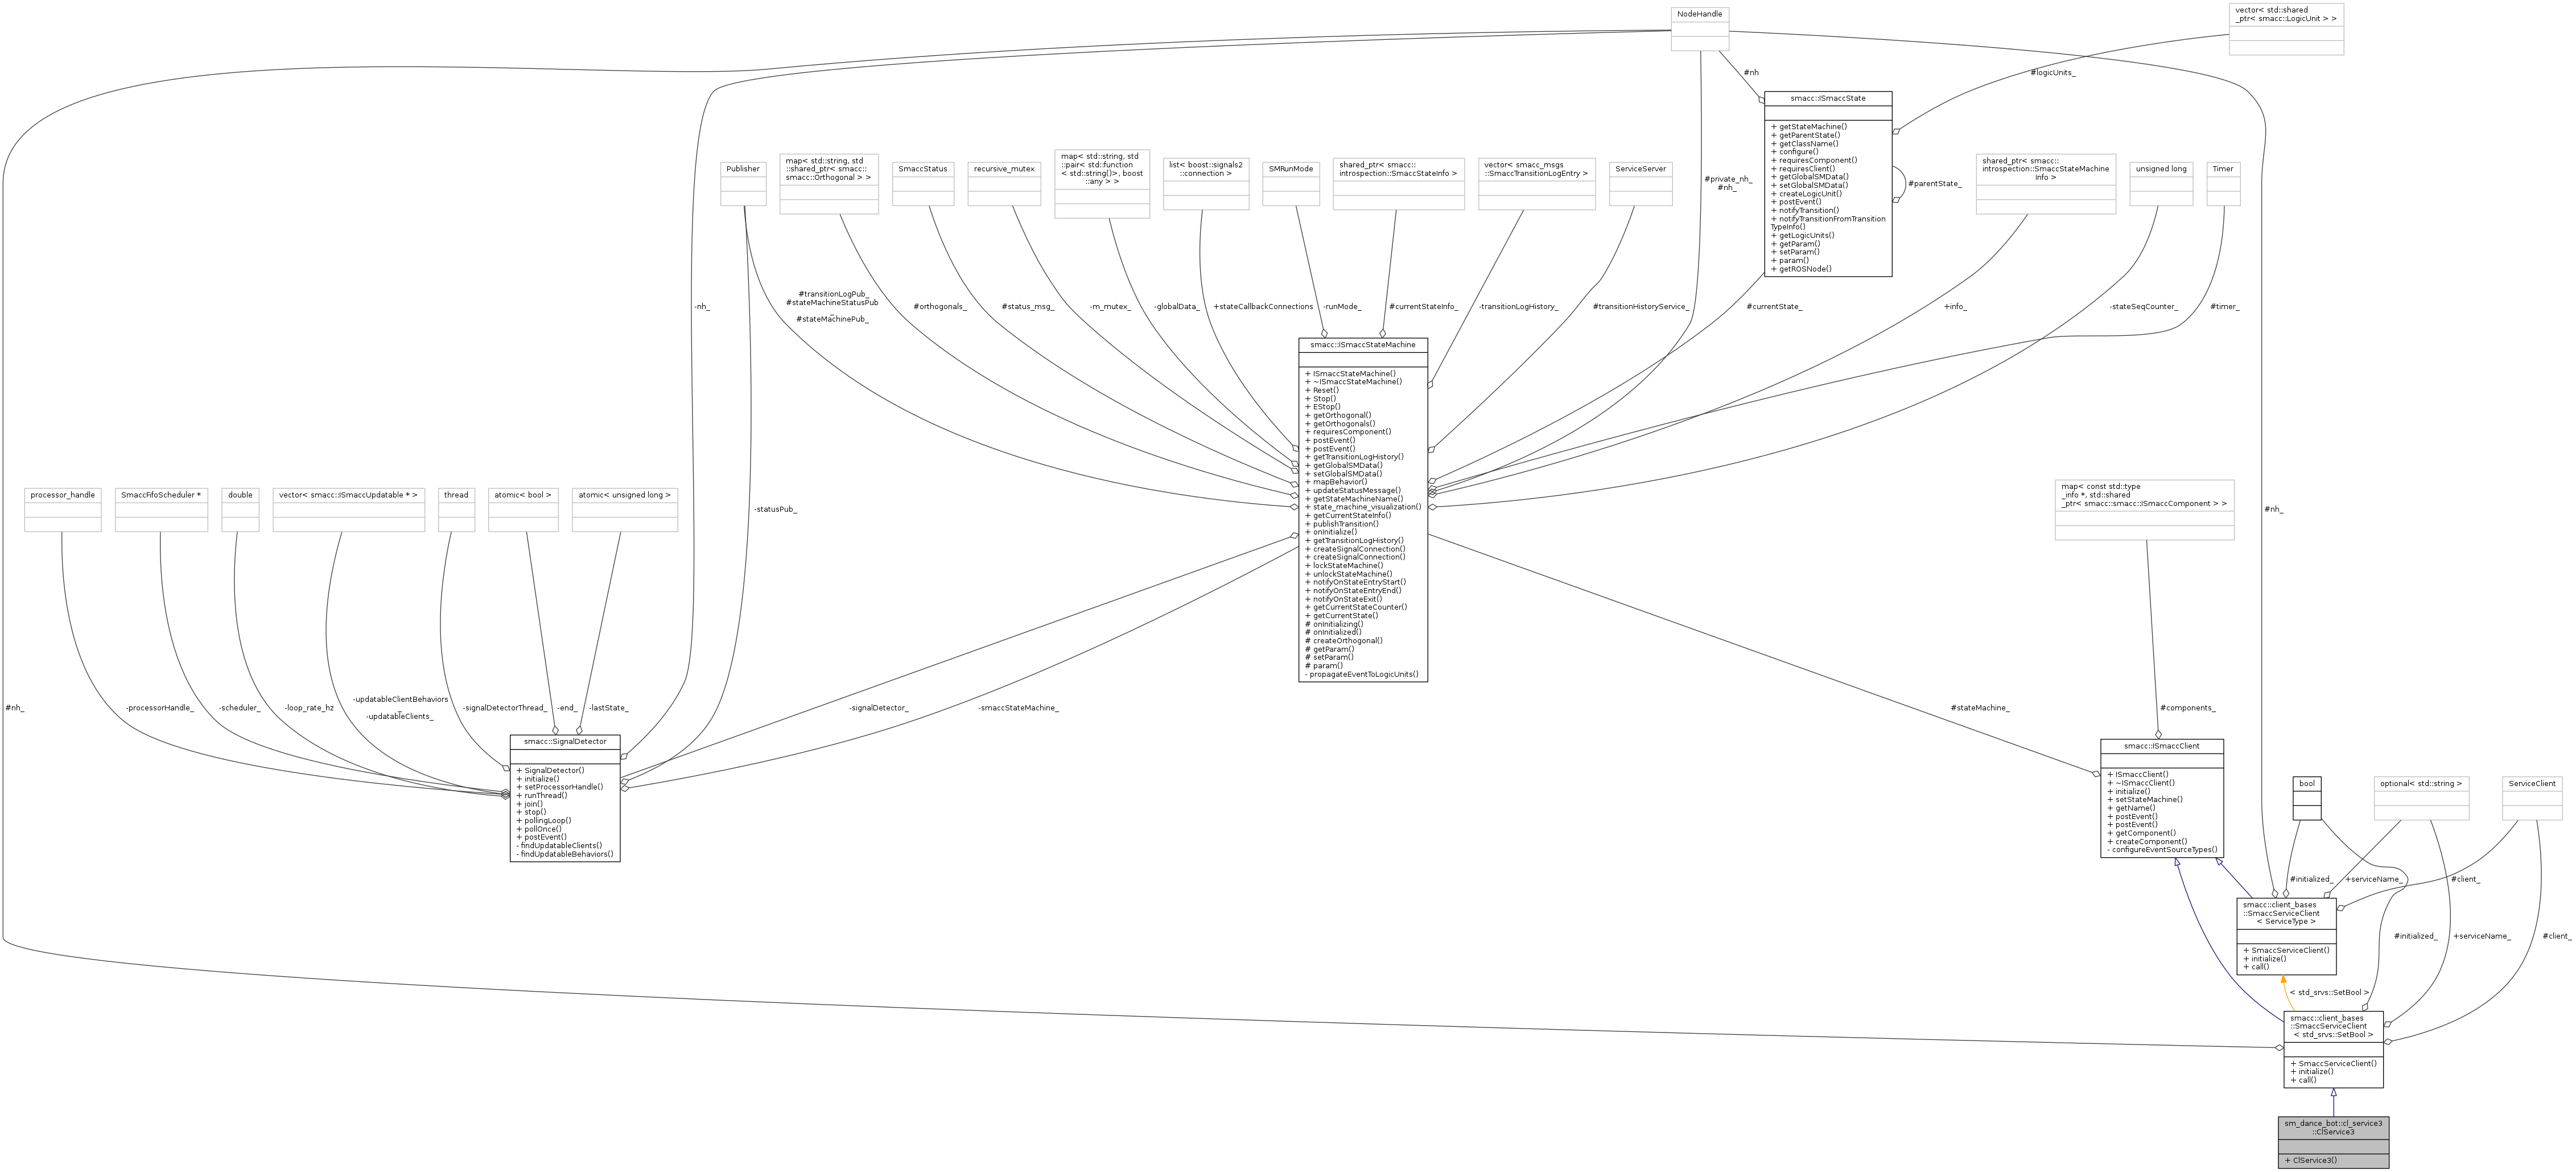 NodeHandle
vector< std::shared
_ptr< smacc::LogicUnit > >
#nh
#logicUnits_
smacc::ISmaccState
+ getStateMachine()
+ getParentState()
+ getClassName()
+ configure()
+ requiresComponent()
+ requiresClient()
+ getGlobalSMData()
+ setGlobalSMData()
+ createLogicUnit()
+ postEvent()
+ notifyTransition()
+ notifyTransitionFromTransition
TypeInfo()
+ getLogicUnits()
+ getParam()
+ setParam()
+ param()
+ getROSNode()
#parentState_
Publisher
map< std::string, std
::shared_ptr< smacc::
smacc::Orthogonal > >
SmaccStatus
recursive_mutex
map< std::string, std
::pair< std::function
< std::string()>, boost
::any > >
list< boost::signals2
::connection >
SMRunMode
shared_ptr< smacc::
introspection::SmaccStateInfo >
vector< smacc_msgs
::SmaccTransitionLogEntry >
ServiceServer
#private_nh_
#nh_
shared_ptr< smacc::
introspection::SmaccStateMachine
Info >
unsigned long
Timer
-nh_
#transitionLogPub_
#stateMachineStatusPub
_
#stateMachinePub_
#orthogonals_
#status_msg_
-m_mutex_
-globalData_
+stateCallbackConnections
-runMode_
#currentStateInfo_
-transitionLogHistory_
#transitionHistoryService_
#currentState_
+info_
-stateSeqCounter_
#timer_
smacc::ISmaccStateMachine
+ ISmaccStateMachine()
+ ~ISmaccStateMachine()
+ Reset()
+ Stop()
+ EStop()
+ getOrthogonal()
+ getOrthogonals()
+ requiresComponent()
+ postEvent()
+ postEvent()
+ getTransitionLogHistory()
+ getGlobalSMData()
+ setGlobalSMData()
+ mapBehavior()
+ updateStatusMessage()
+ getStateMachineName()
+ state_machine_visualization()
+ getCurrentStateInfo()
+ publishTransition()
+ onInitialize()
+ getTransitionLogHistory()
+ createSignalConnection()
+ createSignalConnection()
+ lockStateMachine()
+ unlockStateMachine()
+ notifyOnStateEntryStart()
+ notifyOnStateEntryEnd()
+ notifyOnStateExit()
+ getCurrentStateCounter()
+ getCurrentState()
# onInitializing()
# onInitialized()
# createOrthogonal()
# getParam()
# setParam()
# param()
- propagateEventToLogicUnits()
processor_handle
SmaccFifoScheduler *
double
vector< smacc::ISmaccUpdatable * >
thread
atomic< bool >
atomic< unsigned long >
-statusPub_
map< const std::type
_info *, std::shared
_ptr< smacc::smacc::ISmaccComponent > >
#nh_
#nh_
-processorHandle_
-scheduler_
-loop_rate_hz
-updatableClientBehaviors
_
-updatableClients_
-signalDetectorThread_
-end_
-lastState_
-signalDetector_
-smaccStateMachine_
#stateMachine_
#components_
smacc::SignalDetector
+ SignalDetector()
+ initialize()
+ setProcessorHandle()
+ runThread()
+ join()
+ stop()
+ pollingLoop()
+ pollOnce()
+ postEvent()
- findUpdatableClients()
- findUpdatableBehaviors()
smacc::ISmaccClient
+ ISmaccClient()
+ ~ISmaccClient()
+ initialize()
+ setStateMachine()
+ getName()
+ postEvent()
+ postEvent()
+ getComponent()
+ createComponent()
- configureEventSourceTypes()
bool
optional< std::string >
ServiceClient
#initialized_
+serviceName_
#client_
smacc::client_bases
::SmaccServiceClient
< ServiceType >
+ SmaccServiceClient()
+ initialize()
+ call()
#initialized_
+serviceName_
#client_
< std_srvs::SetBool >
smacc::client_bases
::SmaccServiceClient
< std_srvs::SetBool >
+ SmaccServiceClient()
+ initialize()
+ call()
sm_dance_bot::cl_service3
::ClService3
+ ClService3()